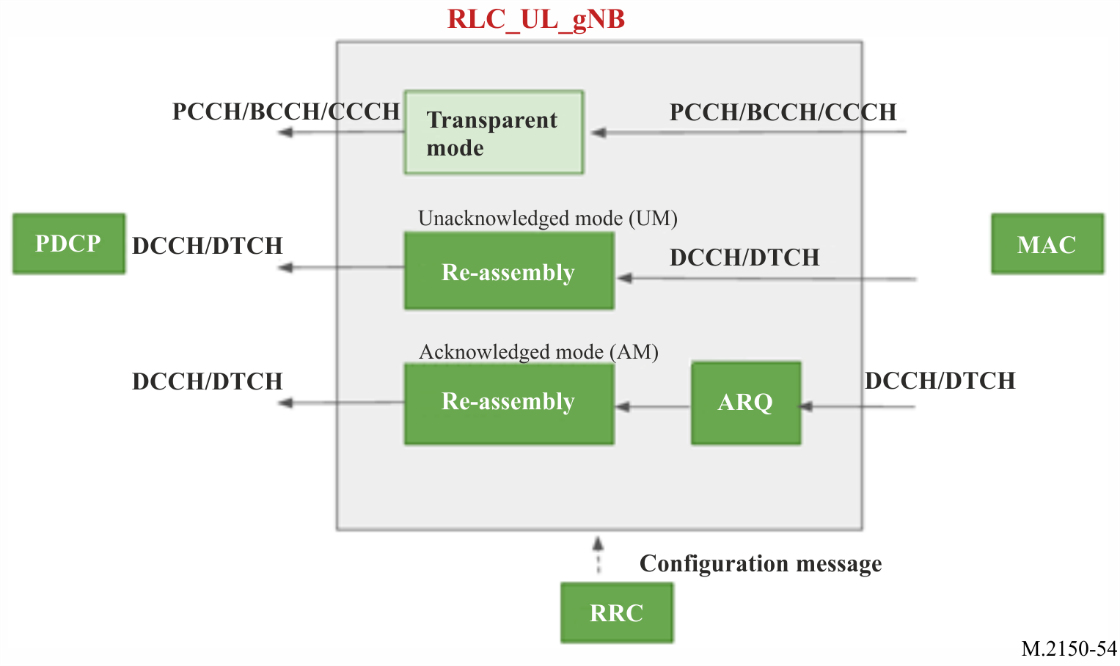 RLC_UL_gNB
PCCH/BCCH/CCCH
PCCH/BCCH/CCCH
Transparent
mode
Unacknowledged mode (UM)
PDCP
DCCH/DTCH
Re-assembly
DCCH/DTCH
MAC
Acknowledged mode (AM)
DCCH/DTCH
Re-assembly
ARQ
DCCH/DTCH
Configuration message
RRC
M.2150-54